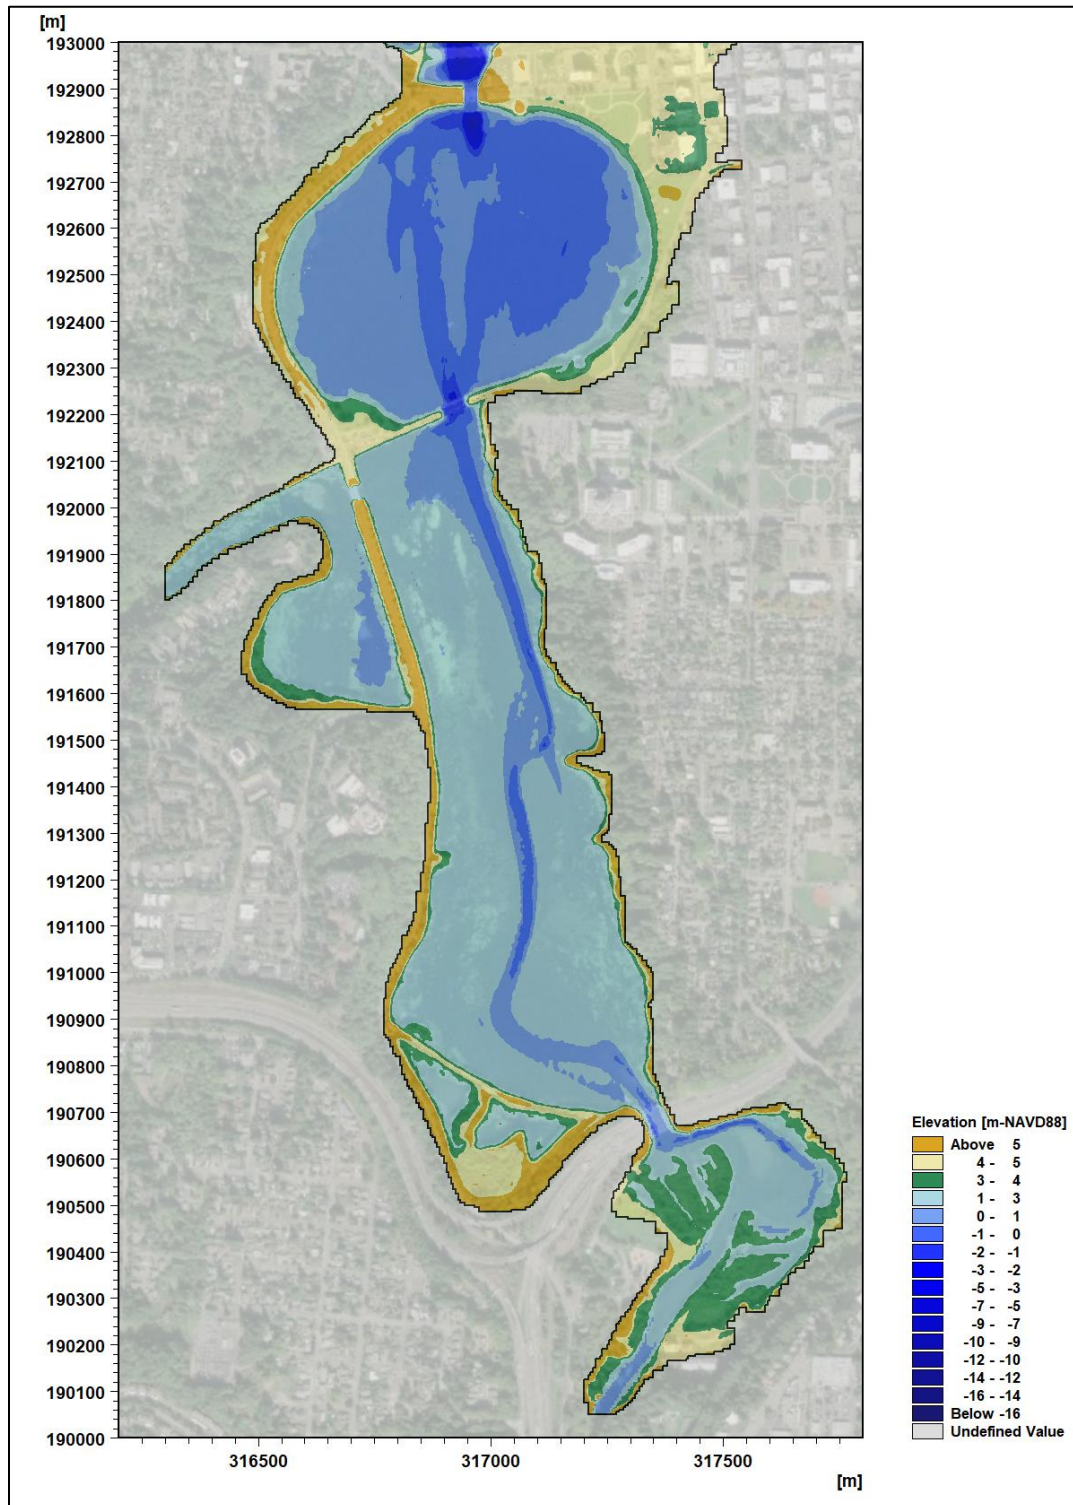 [m]
193000
192900
192800
192700
192600
192500
192400
192300
192200
192100
192000
191900
191800
191700
191600
191500
191400
191300
191200
191100
191000
190900
190800
190700
190600
190500
190400
190300
190200
190100
190000
316500 317000 317500
[m]
Elevation [m-NAVD88]
Above 5
4 - 5
3 - 4
1 - 3
0 - 1
-1 - 0
-2 - -1
-3 - -2
-5 - -3
-7 - -5
-9 - -7
-10 - -9
-12 - -10
-14 - -12
-16 - -14
Below -16
Undefined Value